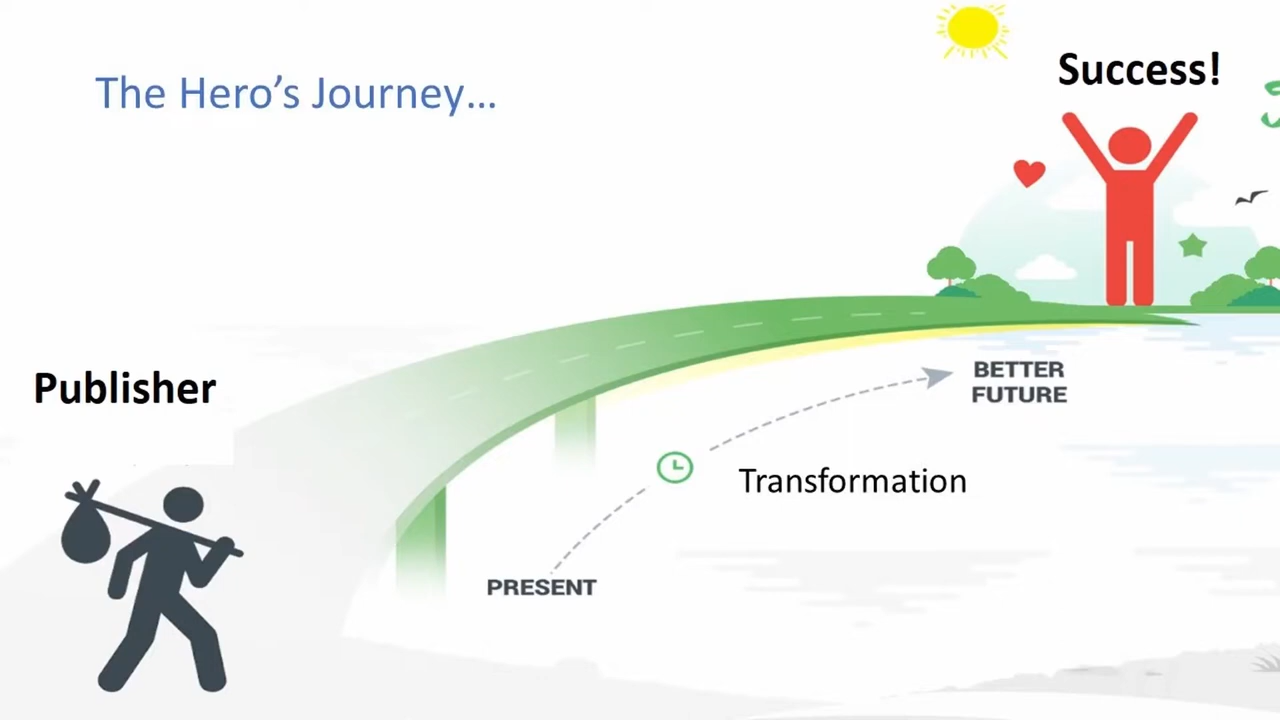 The Hero’s Journey...
Success!
Publisher
BETTER
FUTURE
Transformation
PRESENT